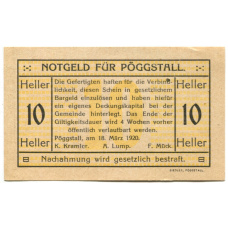 NOTGELD FÜR PÖGGSTALL.
Heller
Heller
Die Gefertigten haften für die Verbind-
lichkeit, diesen Schein in gesetzlichem
Bargeld einzulösen und haben hiefür
ein eigenes Deckungskapital bei der
Gemeinde hinterlegt. Das Ende der
Giltigkeitsdauer wird 4 Wochen vorher
öffentlich verlautbart werden.
Pöggstall, am 18. März 1920.
K. Kramler. A. Lump. F. Mück.
10
10
Heller
Heller
Nachahmung wird gesetzlich bestraft.